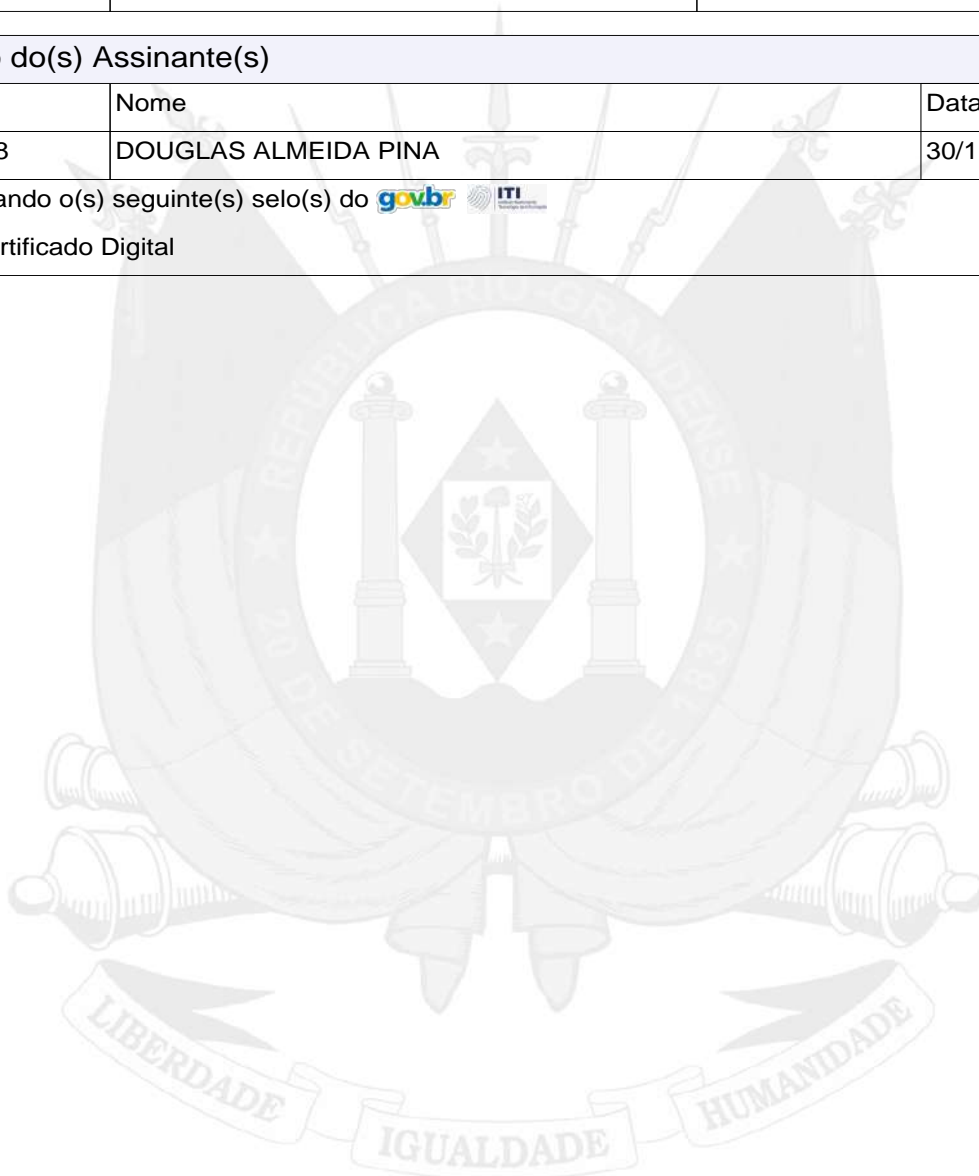 do(s) Assinante(s)
Nome Data
DOUGLAS ALMEIDA PINA 30/1
ando o(s) seguinte(s) selo(s) do gov.br ITI
rtificado Digital
REPÚBLICA RIO-GRANDENSE
20 DE SETEMBRO DE 1835
LIBERDADE IGUALDADE HUMANIDADE